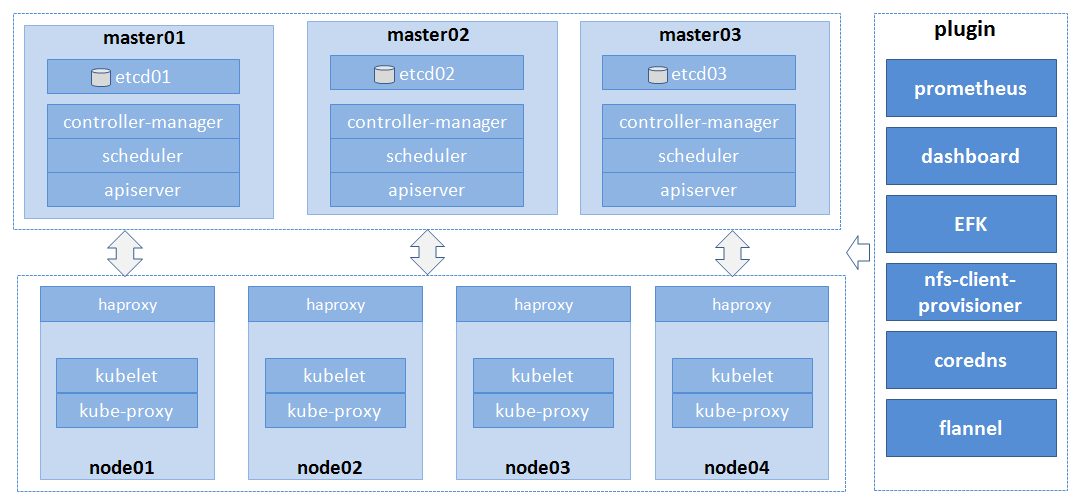 master01
etcd01
controller-manager
scheduler
apiserver
master02
etcd02
controller-manager
scheduler
apiserver
master03
etcd03
controller-manager
scheduler
apiserver
haproxy
kubelet
kube-proxy
node01
haproxy
kubelet
kube-proxy
node02
haproxy
kubelet
kube-proxy
node03
haproxy
kubelet
kube-proxy
node04
plugin
prometheus
dashboard
EFK
nfs-client-
provisioner
coredns
flannel